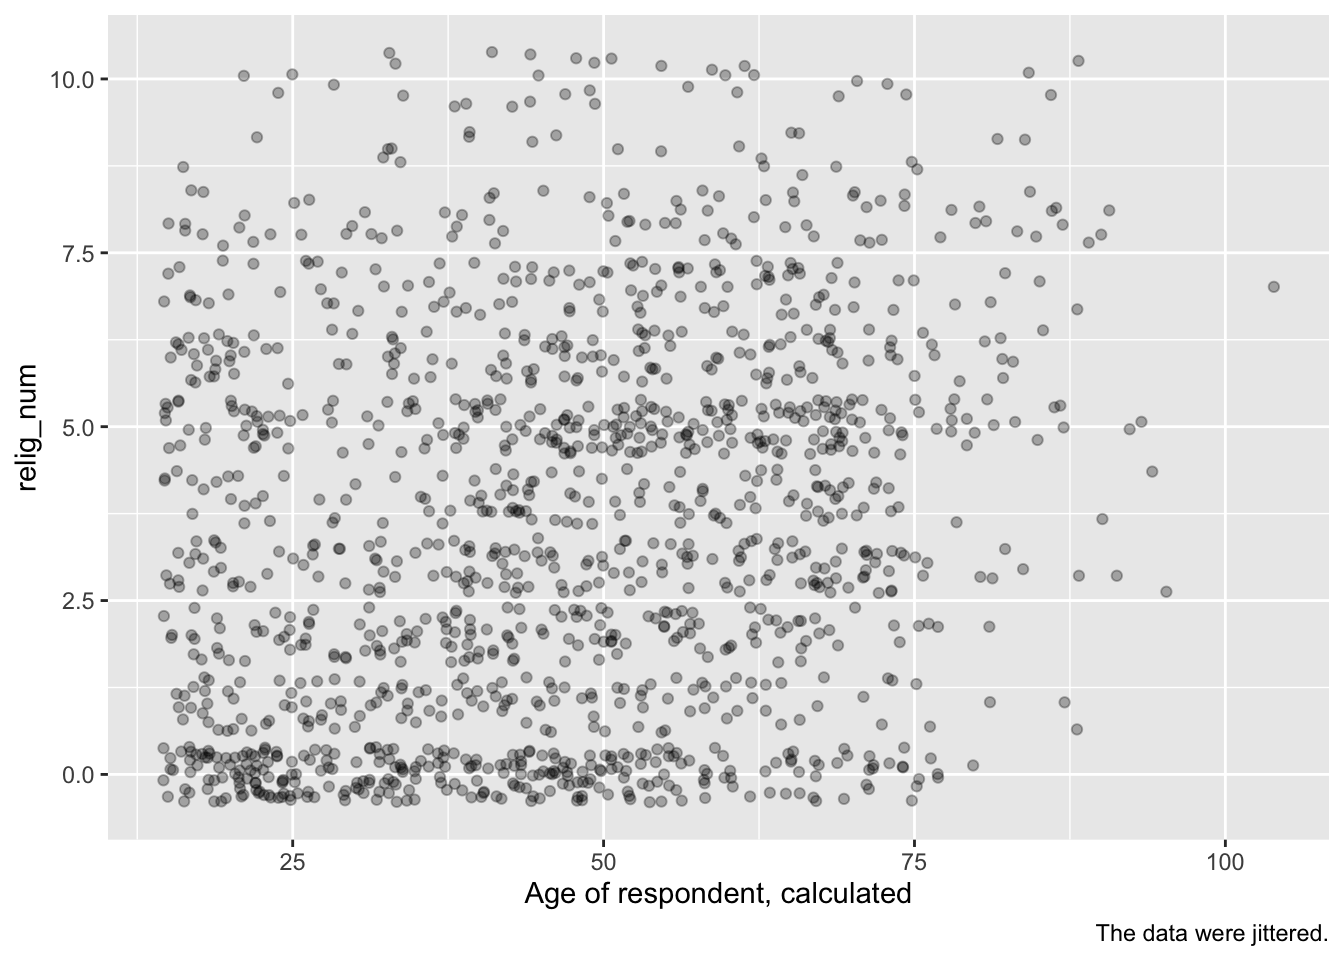 10.0
7.5
5.0
2.5
0.0
relig_num
25 50 75 100
Age of respondent, calculated
The data were jittered.